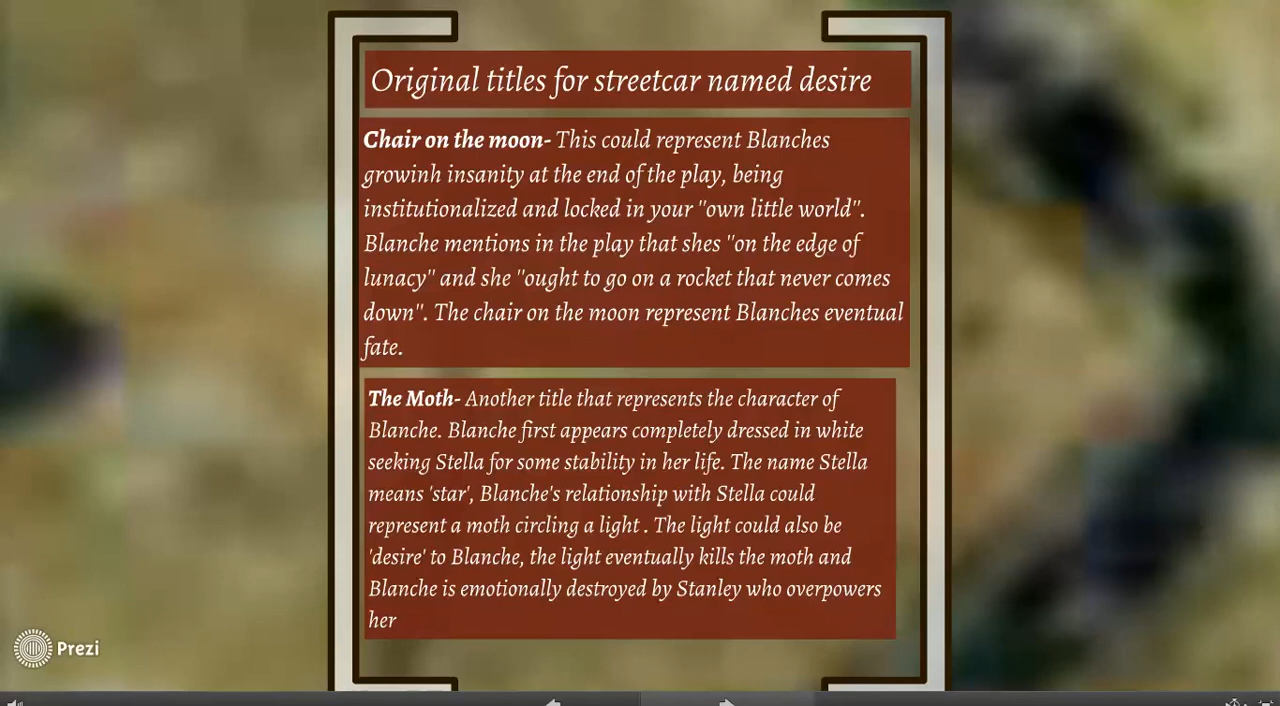 Original titles for streetcar named desire
Chair on the moon- This could represent Blanches
growinh insanity at the end of the play, being
institutionalized and locked in your "own little world".
Blanche mentions in the play that shes "on the edge of
lunacy" and she "ought to go on a rocket that never comes
down". The chair on the moon represent Blanches eventual
fate.
The Moth- Another title that represents the character of
Blanche. Blanche first appears completely dressed in white
seeking Stella for some stability in her life. The name Stella
means 'star', Blanche's relationship with Stella could
represent a moth circling a light . The light could also be
'desire' to Blanche, the light eventually kills the moth and
Blanche is emotionally destroyed by Stanley who overpowers
her
Prezi